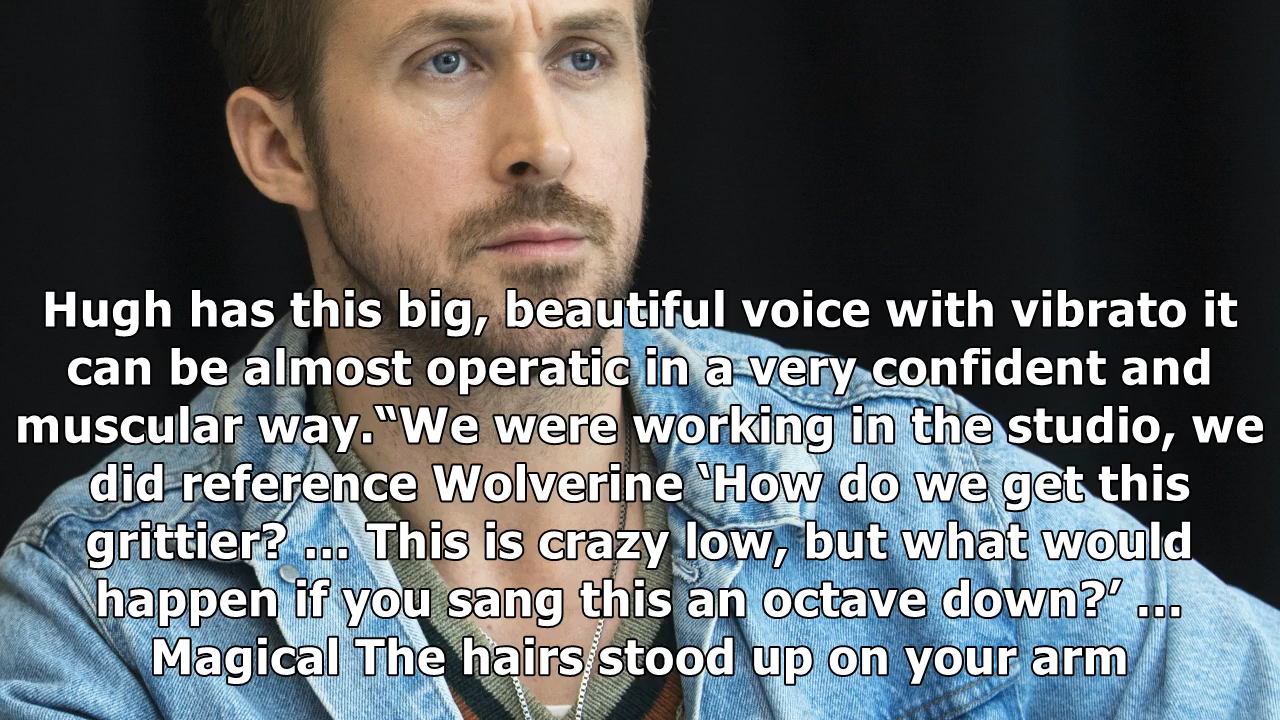 Hugh has this big, beautiful voice with vibrato it
can be almost operatic in a very confident and
muscular way.“We were working in the studio, we
did reference Wolverine ‘How do we get this
grittier? ... This is crazy low, but what would
happen if you sang this an octave down?’ ...
Magical The hairs stood up on your arm